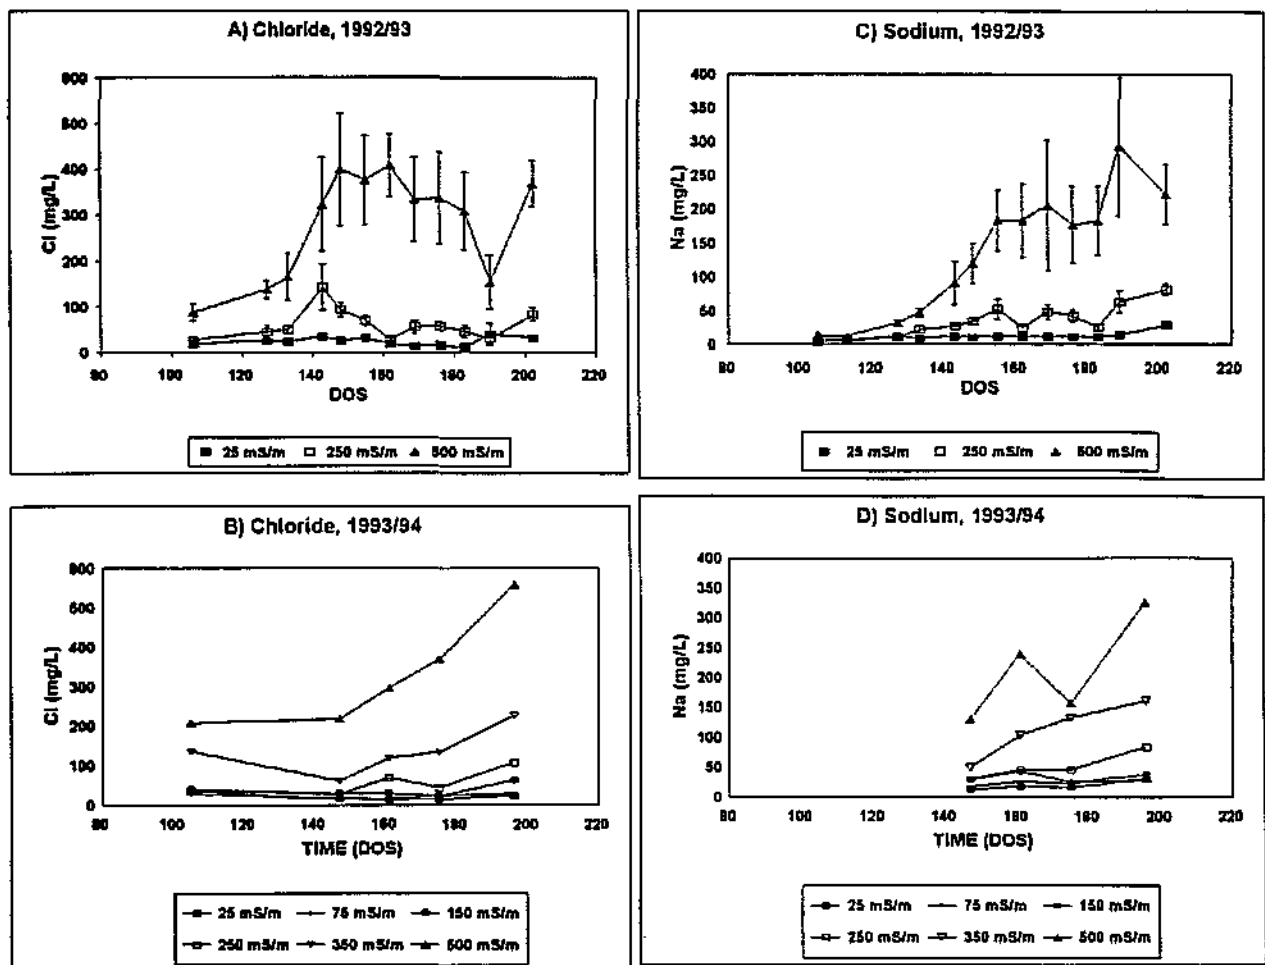 A) Chloride, 1992/93
Cl (mg/L)
600
500
400
300
200
100
0
80 100 120 140 160 180 200 220
DOS
25 mS/m 250 mS/m 500 mS/m
C) Sodium, 1992/93
Na (mg/L)
400
350
300
250
200
150
100
50
0
80 100 120 140 160 180 200 220
DOS
25 mS/m 250 mS/m 500 mS/m
B) Chloride, 1993/94
Cl (mg/L)
600
500
400
300
200
100
0
80 100 120 140 160 180 200 220
TIME (DOS)
25 mS/m 75 mS/m 150 mS/m
250 mS/m 350 mS/m 500 mS/m
D) Sodium, 1993/94
Na (mg/L)
400
350
300
250
200
150
100
50
0
80 100 120 140 160 180 200 220
TIME (DOS)
25 mS/m 75 mS/m 150 mS/m
250 mS/m 350 mS/m 500 mS/m